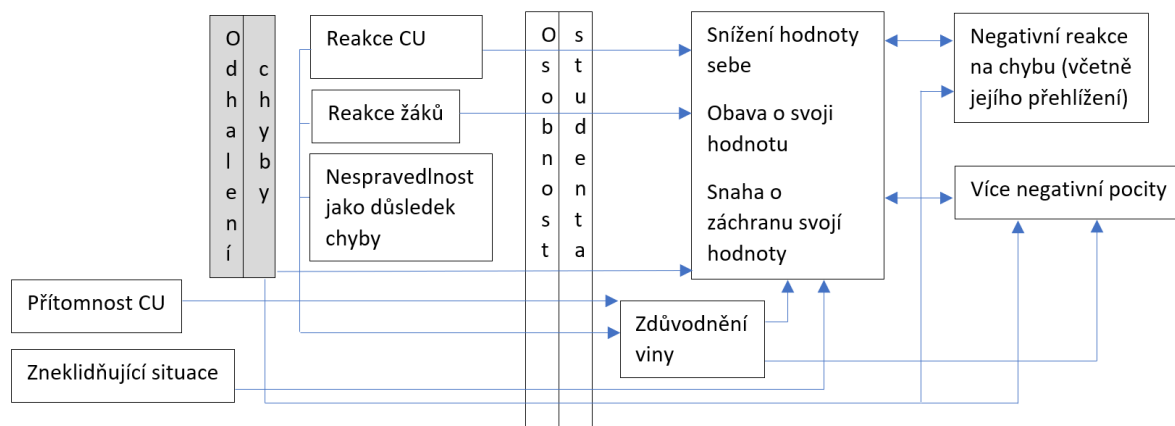 Odhalení
chyby
Reakce CU
Reakce žáků
Nespravedlnost
jako důsledek
chyby
Přítomnost CU
Zneklidňující situace
Osobnost
studenta
Snížení hodnoty
sebe
Obava o svoji
hodnotu
Snaha o
záchranu svojí
hodnoty
Zdůvodnění
viny
Negativní reakce
na chybu (včetně
jejího přehlížení)
Více negativní pocity